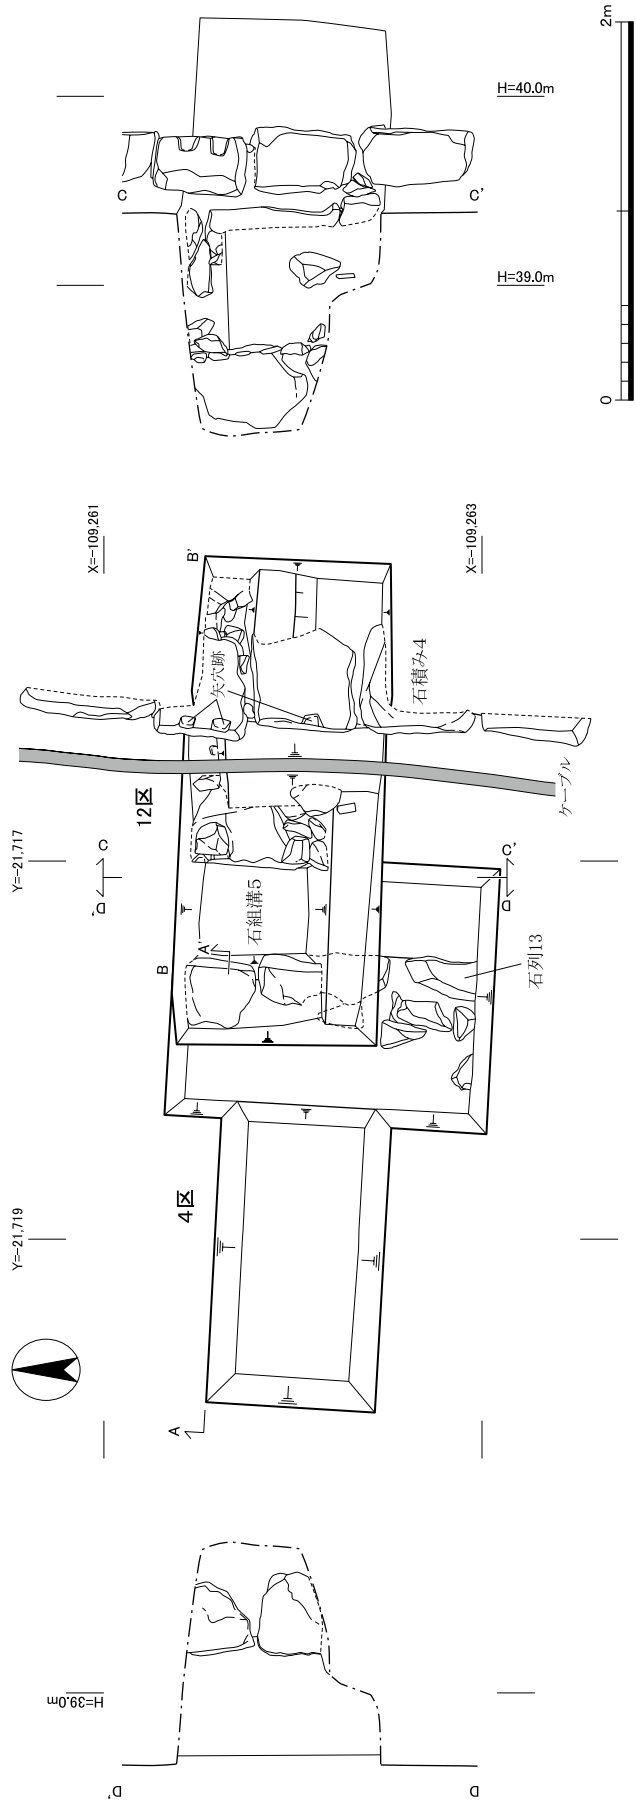 2m
0
H=40.0m
C
C'
H=39.0m
X=-109,261
X=-109,263
B'
矢穴跡
石積み4
ケーブル
12区
Y=-21,717
C
D'
C'
D
B
A'
石組溝5
石列13
4区
Y=-21,719
A
H=39.0m
D'
D